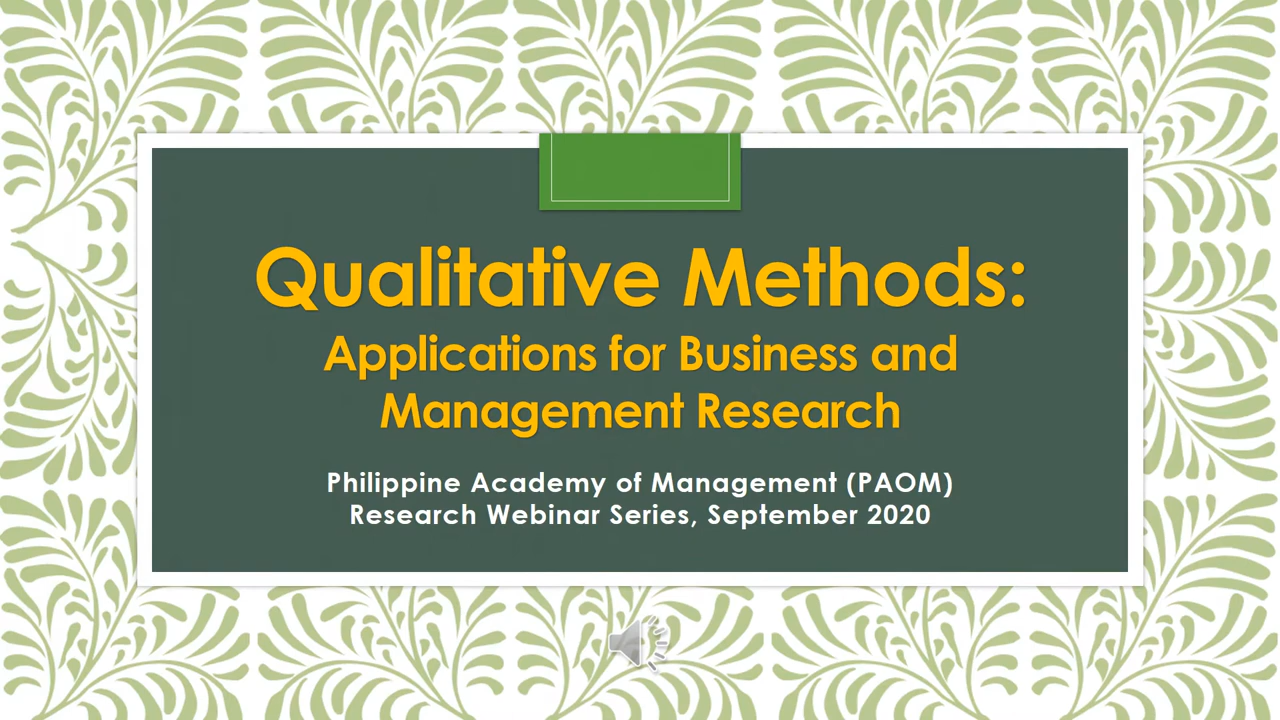 Qualitative Methods:
Applications for Business and
Management Research
Philippine Academy of Management (PAOM)
Research Webinar Series, September 2020